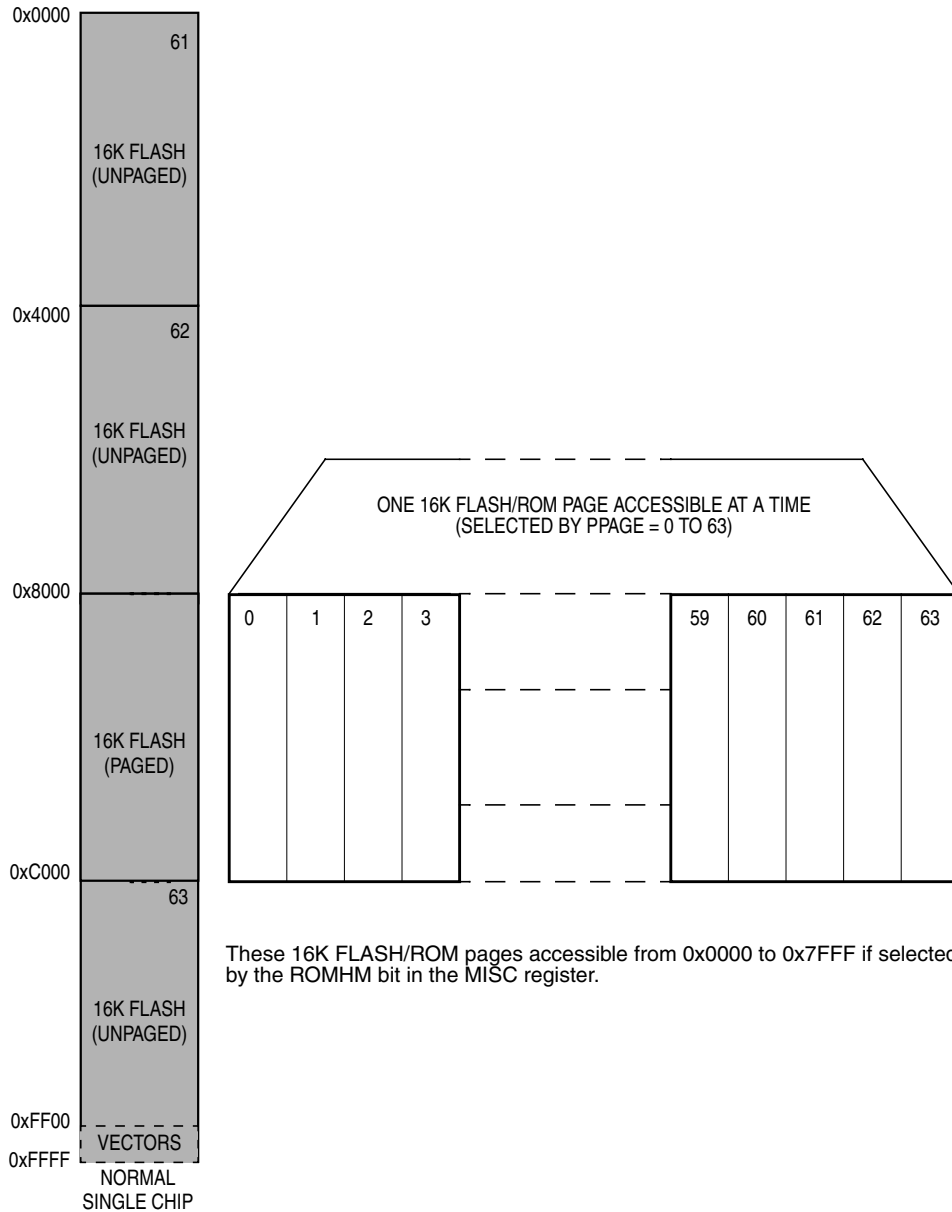 0x0000
61
16K FLASH
(UNPAGED)
0x4000
62
16K FLASH
(UNPAGED)
ONE 16K FLASH/ROM PAGE ACCESSIBLE AT A TIME
(SELECTED BY PPAGE = 0 TO 63)
0x8000
0 1 2 3 59 60 61 62 63
16K FLASH
(PAGED)
0xC000
63
These 16K FLASH/ROM pages accessible from 0x0000 to 0x7FFF if selected
by the ROMHM bit in the MISC register.
16K FLASH
(UNPAGED)
0xFF00
VECTORS
0xFFFF
NORMAL
SINGLE CHIP